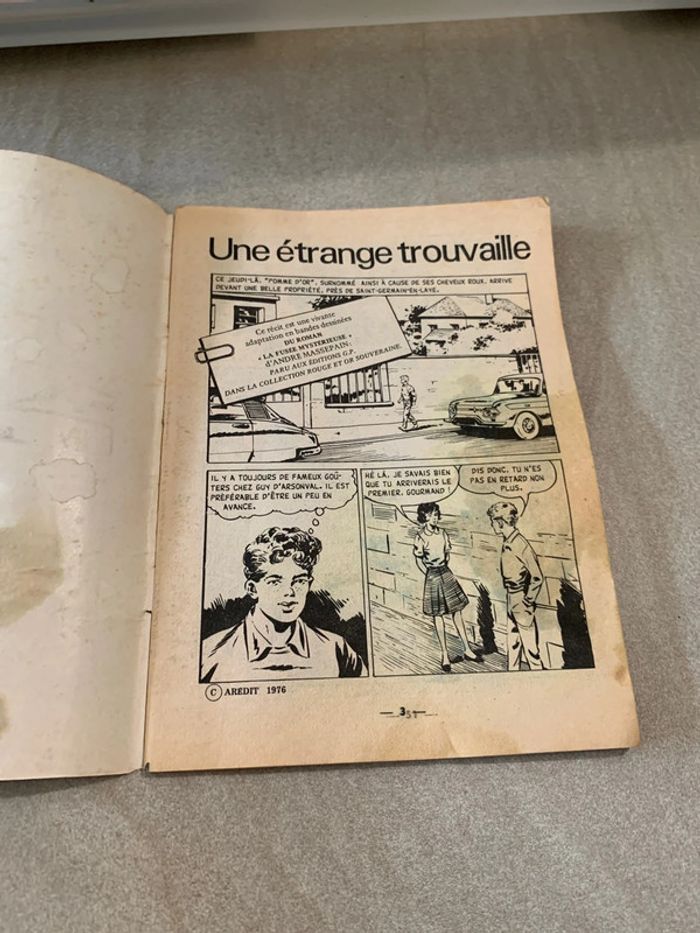 Une étrange trouvaille
CE JEUDI-LÀ, "POMME D'OR", SURNOMMÉ AINSI À CAUSE DE SES CHEVEUX ROUX, ARRIVE
DEVANT UNE BELLE PROPRIÉTÉ, PRÈS DE SAINT-GERMAIN-EN-LAYE.
Ce récit est une vivante
adaptation en bandes dessinées
DU ROMAN
« LA FUSÉE MYSTÉRIEUSE »
d'ANDRÉ MASSEPAIN
PARU AUX ÉDITIONS G.P.
DANS LA COLLECTION ROUGE ET OR SOUVERAINE.
IL Y A TOUJOURS DE FAMEUX GOÛ-
TERS CHEZ GUY D'ARSONVAL. IL EST
PRÉFÉRABLE D'ÊTRE UN PEU EN
AVANCE.
HÉ LÀ, JE SAVAIS BIEN
QUE TU ARRIVERAIS LE
PREMIER, GOURMAND !
DIS DONC, TU N'ES
PAS EN RETARD NON
PLUS.
C ARÉDIT 1976
— 3 —